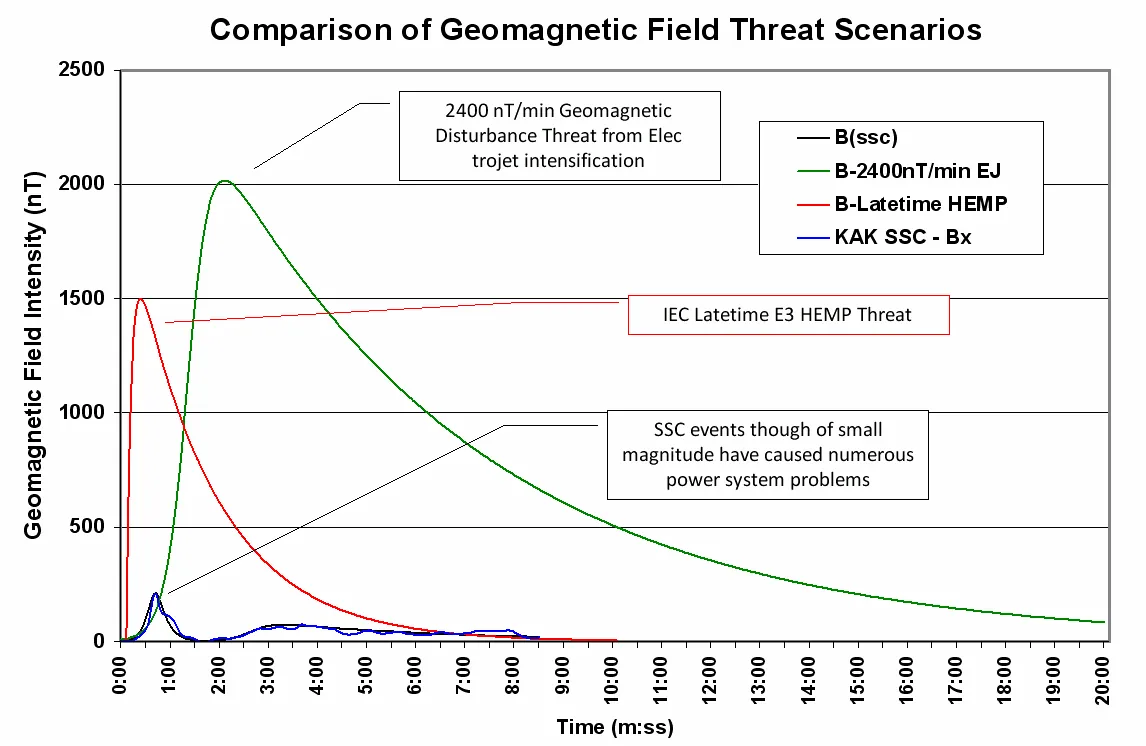 Comparison of Geomagnetic Field Threat Scenarios
2500
2000
1500
1000
500
0
Geomagnetic Field Intensity (nT)
2400 nT/min Geomagnetic
Disturbance Threat from Elec
trojet intensification
B(ssc)
B-2400nT/min EJ
B-Latetime HEMP
KAK SSC - Bx
IEC Latetime E3 HEMP Threat
SSC events though of small
magnitude have caused numerous
power system problems
0:00
1:00
2:00
3:00
4:00
5:00
6:00
7:00
8:00
9:00
10:00
11:00
12:00
13:00
14:00
15:00
16:00
17:00
18:00
19:00
20:00
Time (m:ss)